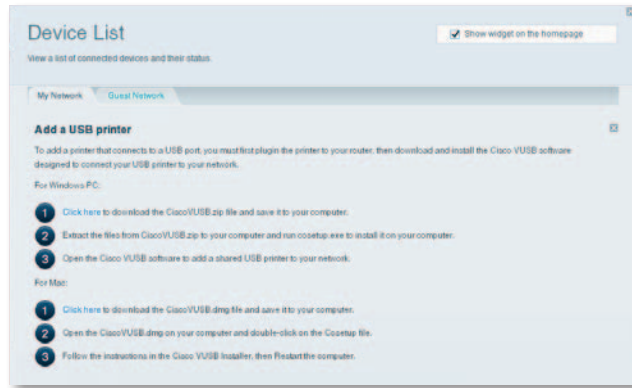 Device List
Show widget on the homepage
View a list of connected devices and their status.
My Network
Guest Network
Add a USB printer
To add a printer that connects to a USB port, you must first plugin the printer to your router, then download and install the Cisco VUSB software
designed to connect your USB printer to your network.
For Windows PC:
1 Click here to download the CiscoVUSB.zip file and save it to your computer.
2 Extract the files from CiscoVUSB.zip to your computer and run cosetup.exe to install it on your computer.
3 Open the Cisco VUSB software to add a shared USB printer to your network.
For Mac:
1 Click here to download the CiscoVUSB.dmg file and save it to your computer.
2 Open the CiscoVUSB.dmg on your computer and double-click on the Cosetup file.
3 Follow the instructions in the Cisco VUSB Installer, then Restart the computer.